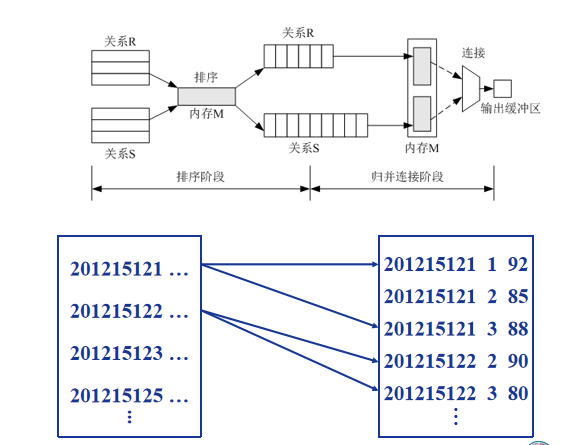 关系R
关系R
连接
排序
内存M
输出缓冲区
关系S
关系S
内存M
排序阶段
归并连接阶段
201215121 …
201215122 …
201215123 …
201215125 …
⋮
201215121 1 92
201215121 2 85
201215121 3 88
201215122 2 90
201215122 3 80
⋮